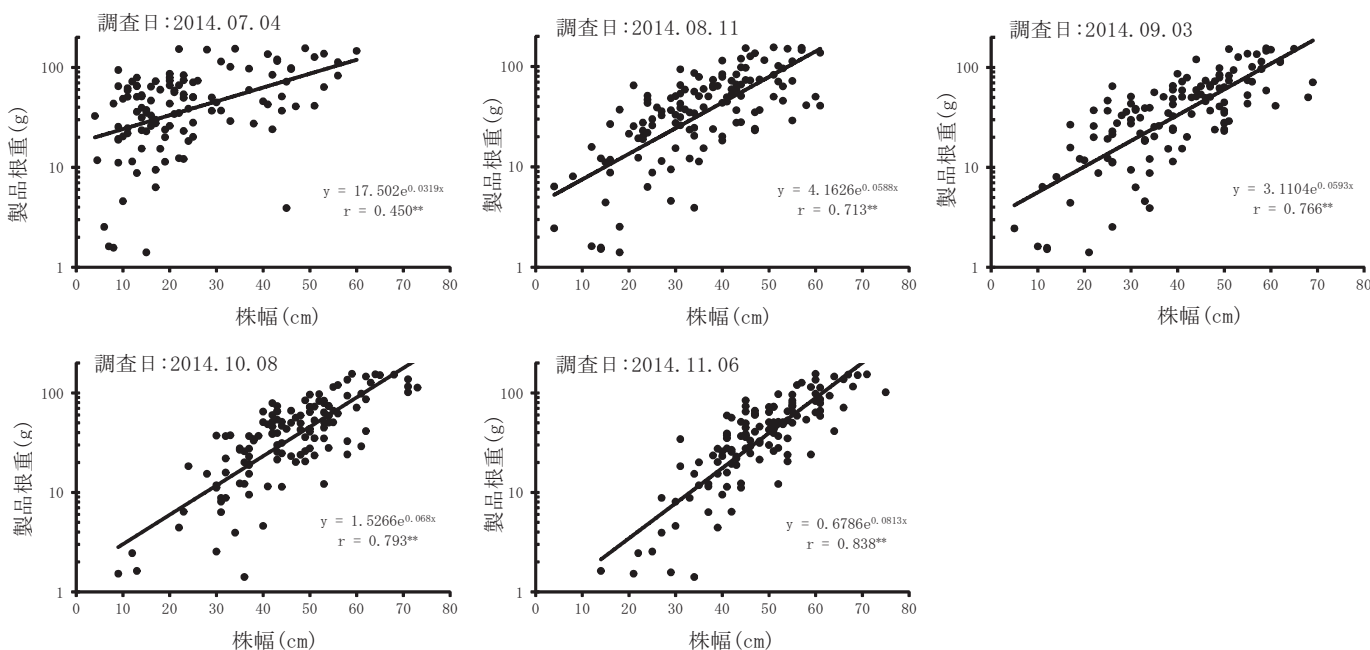 調査日:2014.07.04
製品根重(g)
100
10
1
0 10 20 30 40 50 60 70 80
株幅(cm)
y = 17.502e^0.0319x
r = 0.450**
調査日:2014.08.11
製品根重(g)
100
10
1
0 10 20 30 40 50 60 70 80
株幅(cm)
y = 4.1626e^0.0588x
r = 0.713**
調査日:2014.09.03
製品根重(g)
100
10
1
0 10 20 30 40 50 60 70 80
株幅(cm)
y = 3.1104e^0.0593x
r = 0.766**
調査日:2014.10.08
製品根重(g)
100
10
1
0 10 20 30 40 50 60 70 80
株幅(cm)
y = 1.5266e^0.068x
r = 0.793**
調査日:2014.11.06
製品根重(g)
100
10
1
0 10 20 30 40 50 60 70 80
株幅(cm)
y = 0.6786e^0.0813x
r = 0.838**